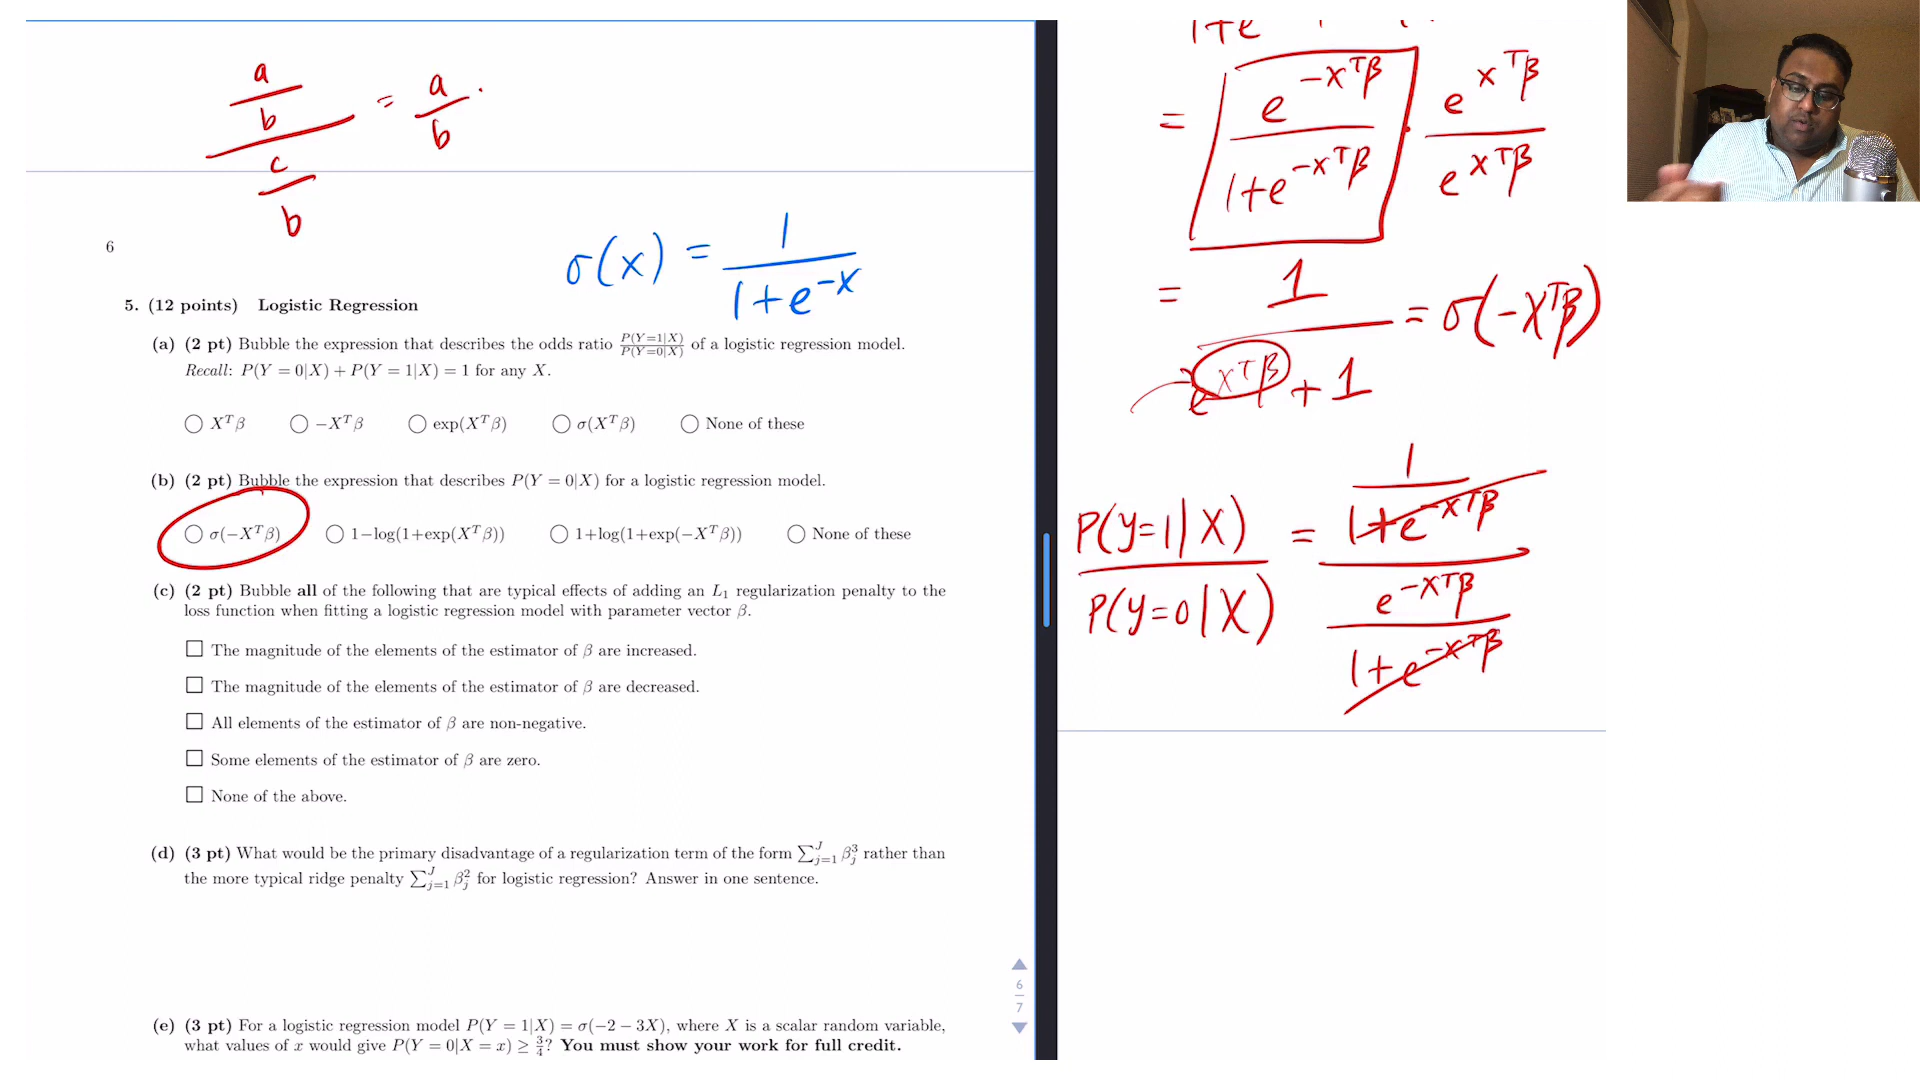 a/b / c/b = a/b ·
6
σ(x) = 1/(1+e^{-x})
5. (12 points) Logistic Regression
(a) (2 pt) Bubble the expression that describes the odds ratio P(Y=1|X)/P(Y=0|X) of a logistic regression model.
Recall: P(Y = 0|X) + P(Y = 1|X) = 1 for any X.
○ X^T β ○ −X^T β ○ exp(X^T β) ○ σ(X^T β) ○ None of these
(b) (2 pt) Bubble the expression that describes P(Y = 0|X) for a logistic regression model.
○ σ(−X^T β) ○ 1−log(1+exp(X^T β)) ○ 1+log(1+exp(−X^T β)) ○ None of these
(c) (2 pt) Bubble all of the following that are typical effects of adding an L_1 regularization penalty to the
loss function when fitting a logistic regression model with parameter vector β.
□ The magnitude of the elements of the estimator of β are increased.
□ The magnitude of the elements of the estimator of β are decreased.
□ All elements of the estimator of β are non-negative.
□ Some elements of the estimator of β are zero.
□ None of the above.
(d) (3 pt) What would be the primary disadvantage of a regularization term of the form ∑_{j=1}^{J} β_j^3 rather than
the more typical ridge penalty ∑_{j=1}^{J} β_j^2 for logistic regression? Answer in one sentence.
(e) (3 pt) For a logistic regression model P(Y = 1|X) = σ(−2 − 3X), where X is a scalar random variable,
what values of x would give P(Y = 0|X = x) ≥ 3/4? You must show your work for full credit.
6
7
1+e
= e^{-x^Tβ} / (1+e^{-x^Tβ}) · e^{x^Tβ} / e^{x^Tβ}
= 1 / (e^{x^Tβ} + 1) = σ(-X^Tβ)
P(Y=1|X) / P(Y=0|X) = 1/(1+e^{-x^Tβ}) / e^{-x^Tβ}/(1+e^{-x^Tβ})